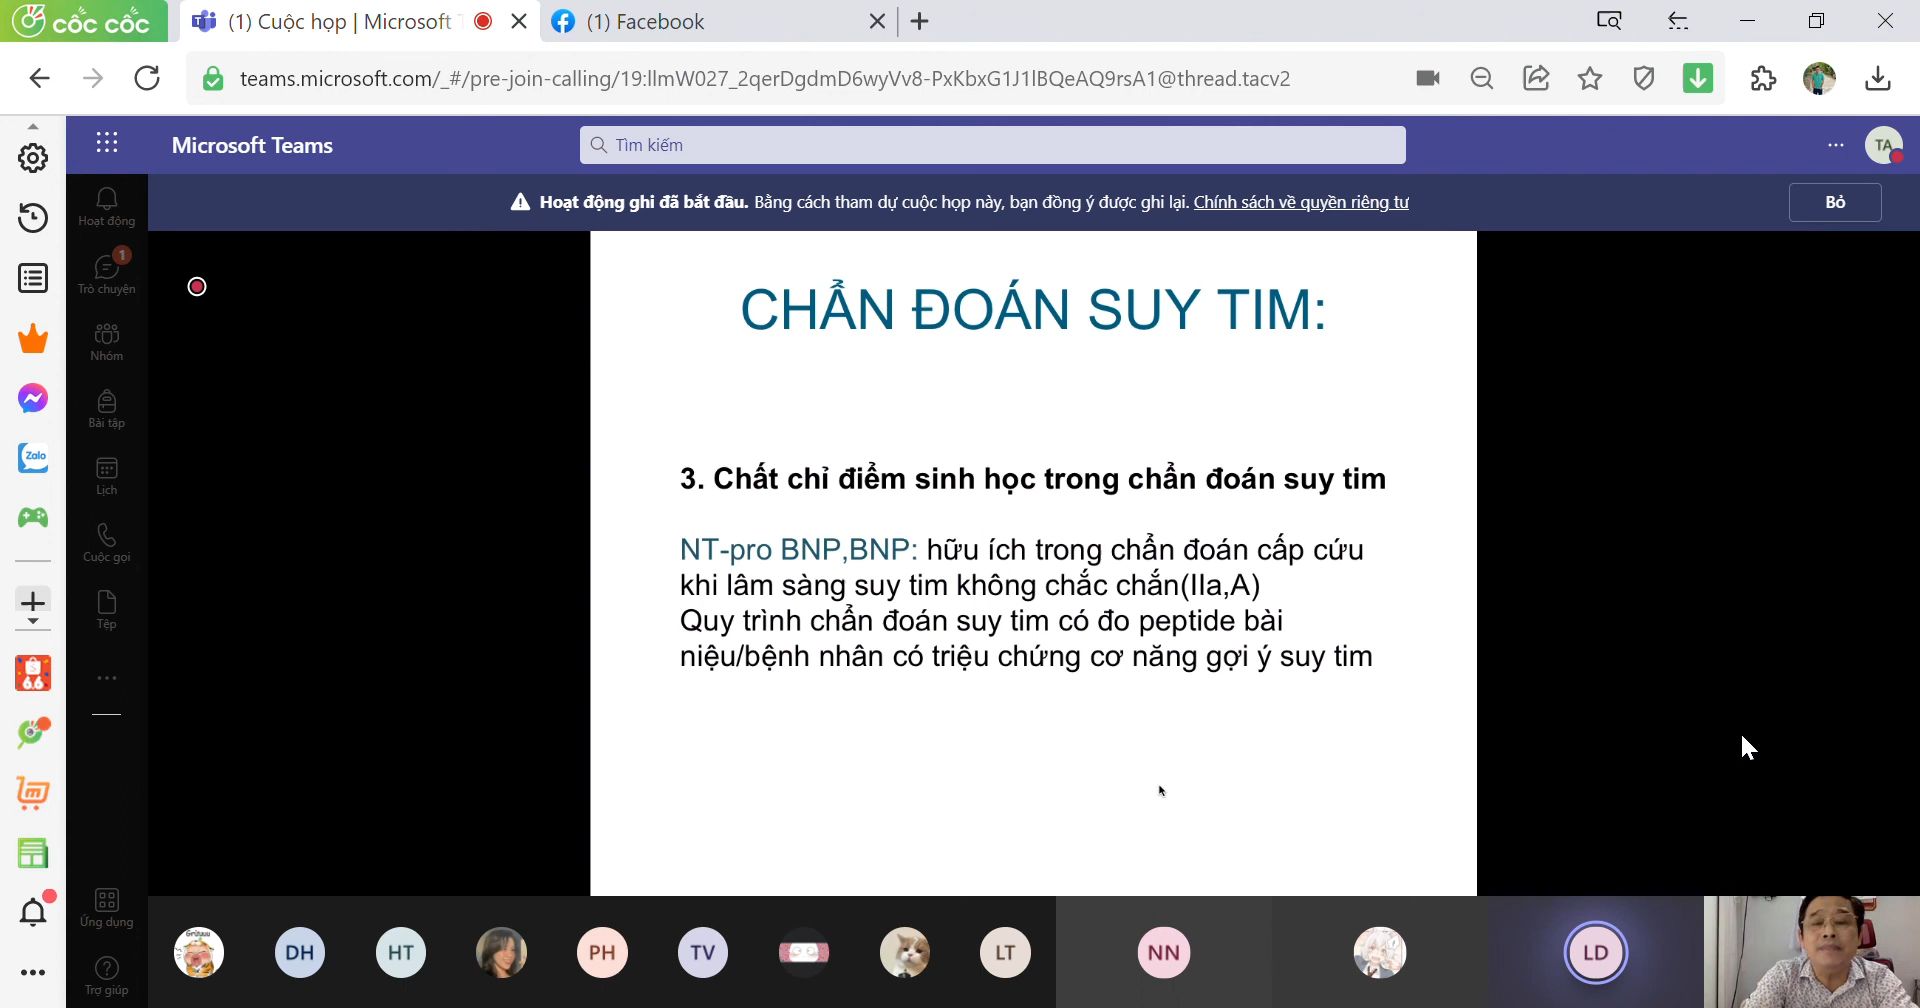 cốc cốc
(1) Cuộc họp | Microsoft
(1) Facebook
teams.microsoft.com/_#/pre-join-calling/19:llmW027_2qerDgdmD6wyVv8-PxKbxG1J1lBQeAQ9rsA1@thread.tacv2
Microsoft Teams
Tìm kiếm
TA
Hoạt động ghi đã bắt đầu. Bằng cách tham dự cuộc họp này, bạn đồng ý được ghi lại. Chính sách về quyền riêng tư
Bỏ
Hoạt động
1
Trò chuyện
Nhóm
Bài tập
Lịch
Cuộc gọi
Tệp
Ứng dụng
Trợ giúp
Zalo
6.6
CHẨN ĐOÁN SUY TIM:
3. Chất chỉ điểm sinh học trong chẩn đoán suy tim
NT-pro BNP,BNP: hữu ích trong chẩn đoán cấp cứu
khi lâm sàng suy tim không chắc chắn(IIa,A)
Quy trình chẩn đoán suy tim có đo peptide bài
niệu/bệnh nhân có triệu chứng cơ năng gợi ý suy tim
DH
HT
PH
TV
LT
NN
LD